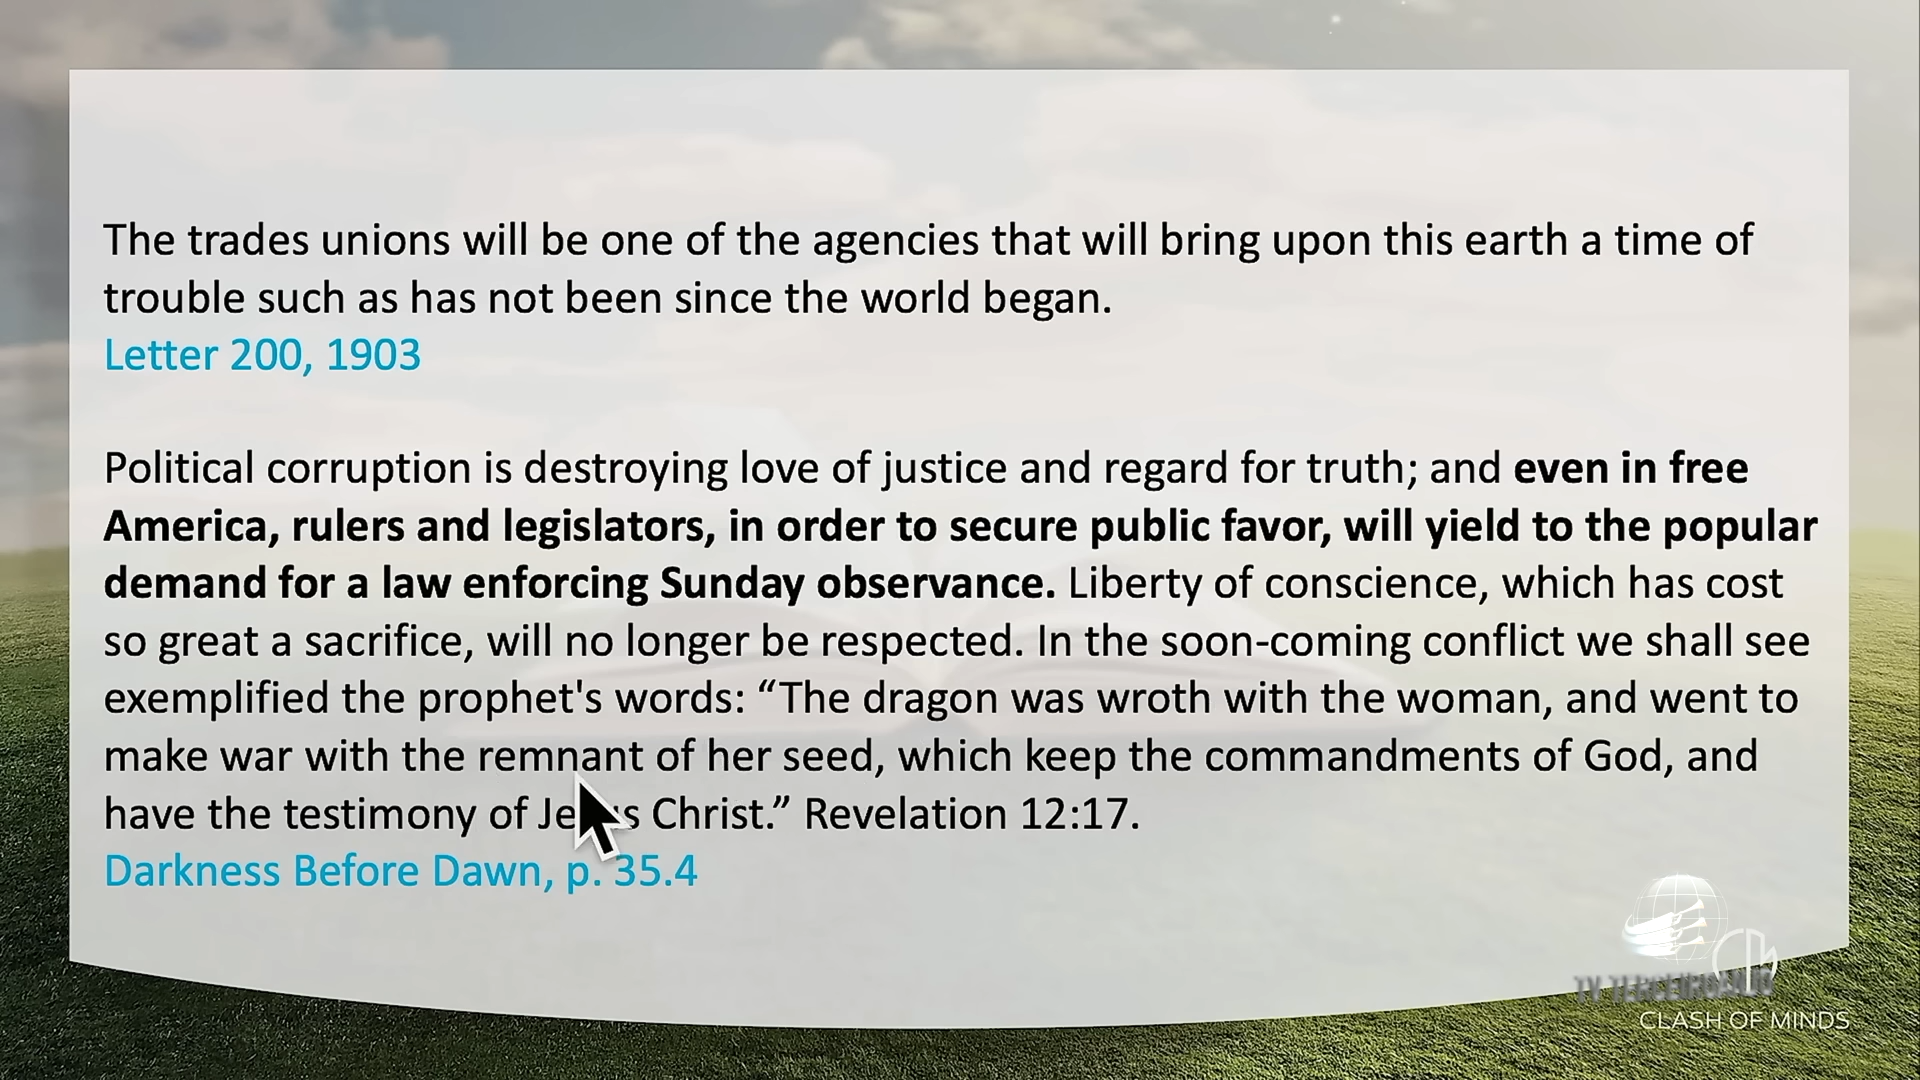 The trades unions will be one of the agencies that will bring upon this earth a time of
trouble such as has not been since the world began.
Letter 200, 1903
Political corruption is destroying love of justice and regard for truth; and even in free
America, rulers and legislators, in order to secure public favor, will yield to the popular
demand for a law enforcing Sunday observance. Liberty of conscience, which has cost
so great a sacrifice, will no longer be respected. In the soon-coming conflict we shall see
exemplified the prophet's words: “The dragon was wroth with the woman, and went to
make war with the remnant of her seed, which keep the commandments of God, and
have the testimony of Jesus Christ.” Revelation 12:17.
Darkness Before Dawn, p. 35.4
CLASH OF MINDS